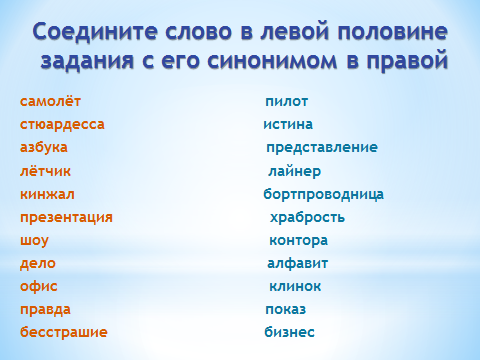 Соедините слово в левой половине
задания с его синонимом в правой
самолёт пилот
стюардесса истина
азбука представление
лётчик лайнер
кинжал бортпроводница
презентация храбрость
шоу контора
дело алфавит
офис клинок
правда показ
бесстрашие бизнес